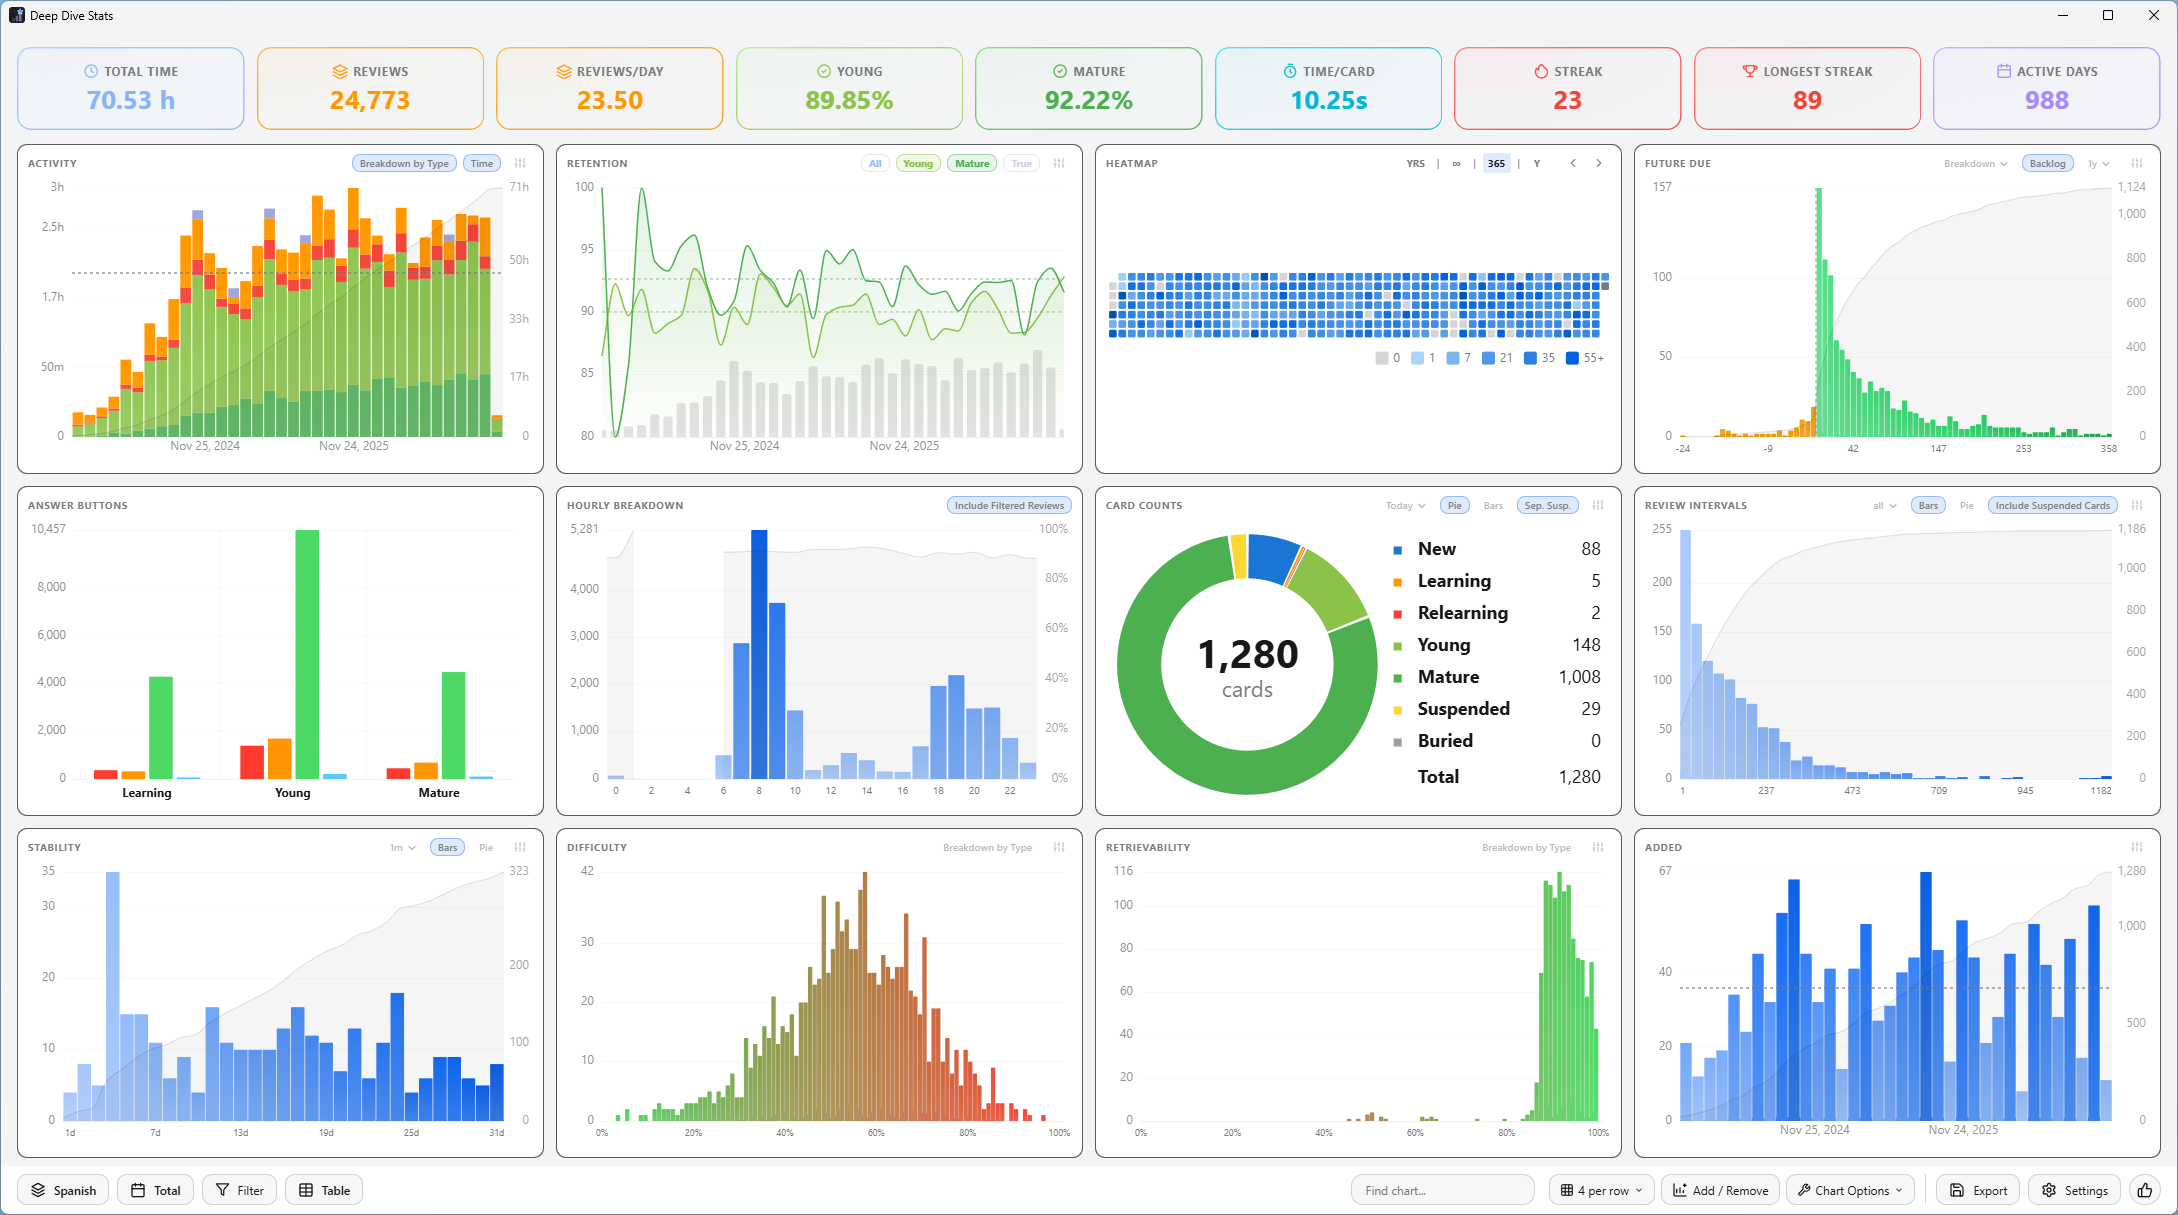 Deep Dive Stats
TOTAL TIME
70.53 h
REVIEWS
24,773
REVIEWS/DAY
23.50
YOUNG
89.85%
MATURE
92.22%
TIME/CARD
10.25s
STREAK
23
LONGEST STREAK
89
ACTIVE DAYS
988
ACTIVITY
Breakdown by Type Time
3h 71h
2.5h
50h
1.7h
33h
50m
17h
0 0
Nov 25, 2024 Nov 24, 2025
RETENTION
All Young Mature True
100
95
90
85
80
Nov 25, 2024 Nov 24, 2025
HEATMAP
YRS | ∞ | 365 | Y
0 1 7 21 35 55+
FUTURE DUE
Breakdown Backlog 1y
157 1,124
1,000
800
100
600
400
50
200
0 0
-24 -9 42 147 253 358
ANSWER BUTTONS
10,457
8,000
6,000
4,000
2,000
0
Learning Young Mature
HOURLY BREAKDOWN
Include Filtered Reviews
5,281 100%
80%
4,000
60%
3,000
40%
2,000
20%
1,000
0 0%
0 2 4 6 8 10 12 14 16 18 20 22
CARD COUNTS
Today Pie Bars Sep. Susp.
1,280
cards
New 88
Learning 5
Relearning 2
Young 148
Mature 1,008
Suspended 29
Buried 0
Total 1,280
REVIEW INTERVALS
all Bars Pie Include Suspended Cards
255 1,186
200 1,000
800
150
600
100
400
50
200
0 0
1 237 473 709 945 1182
STABILITY
1m Bars Pie
35 323
30
20 200
10 100
0 0
1d 7d 13d 19d 25d 31d
DIFFICULTY
Breakdown by Type
42
30
20
10
0
0% 20% 40% 60% 80% 100%
RETRIEVABILITY
Breakdown by Type
116
100
80
60
40
20
0
0% 20% 40% 60% 80% 100%
ADDED
67 1,280
1,000
40
500
20
0 0
Nov 25, 2024 Nov 24, 2025
Spanish Total Filter Table
Find chart... 4 per row Add / Remove Chart Options Export Settings